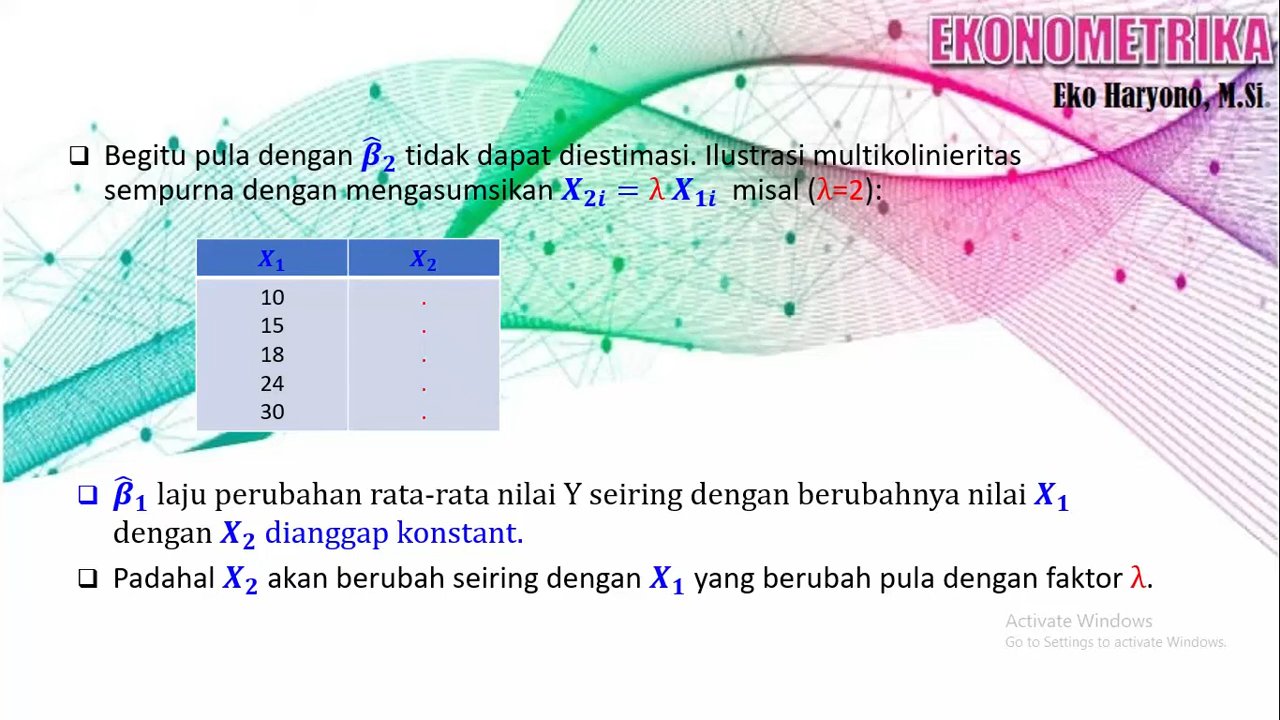 EKONOMETRIKA
Eko Haryono, M.Si
❑ Begitu pula dengan β̂₂ tidak dapat diestimasi. Ilustrasi multikolinieritas
sempurna dengan mengasumsikan X₂ᵢ = λ X₁ᵢ misal (λ=2):
X₁ X₂
10 .
15 .
18 .
24 .
30 .
❑ β̂₁ laju perubahan rata-rata nilai Y seiring dengan berubahnya nilai X₁
dengan X₂ dianggap konstant.
❑ Padahal X₂ akan berubah seiring dengan X₁ yang berubah pula dengan faktor λ.
Activate Windows
Go to Settings to activate Windows.